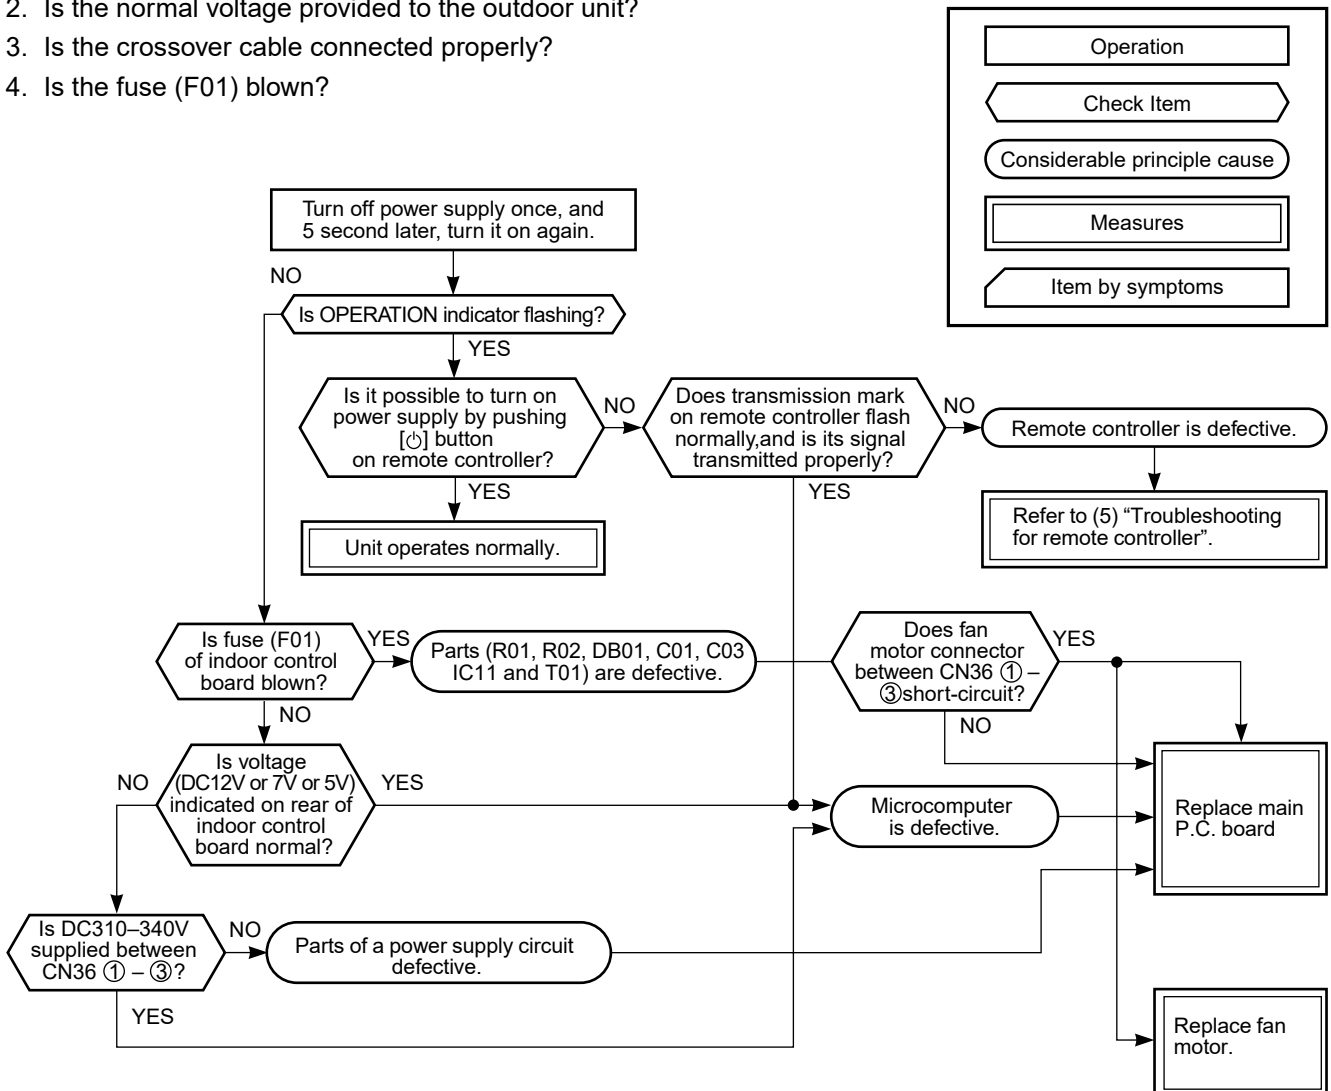 2. Is the normal voltage provided to the outdoor unit?
3. Is the crossover cable connected properly?
4. Is the fuse (F01) blown?
Operation
Check Item
Considerable principle cause
Measures
Item by symptoms
Turn off power supply once, and
5 second later, turn it on again.
NO
Is OPERATION indicator flashing?
YES
Is it possible to turn on
power supply by pushing
[⏻] button
on remote controller?
NO
Does transmission mark
on remote controller flash
normally,and is its signal
transmitted properly?
NO
Remote controller is defective.
YES
YES
Unit operates normally.
Refer to (5) “Troubleshooting
for remote controller”.
Is fuse (F01)
of indoor control
board blown?
YES
Parts (R01, R02, DB01, C01, C03
IC11 and T01) are defective.
Does fan
motor connector
between CN36 ① –
③short-circuit?
YES
NO
NO
Is voltage
(DC12V or 7V or 5V)
indicated on rear of
indoor control
board normal?
NO
YES
Microcomputer
is defective.
Replace main
P.C. board
Is DC310–340V
supplied between
CN36 ① – ③?
NO
Parts of a power supply circuit
defective.
YES
Replace fan
motor.